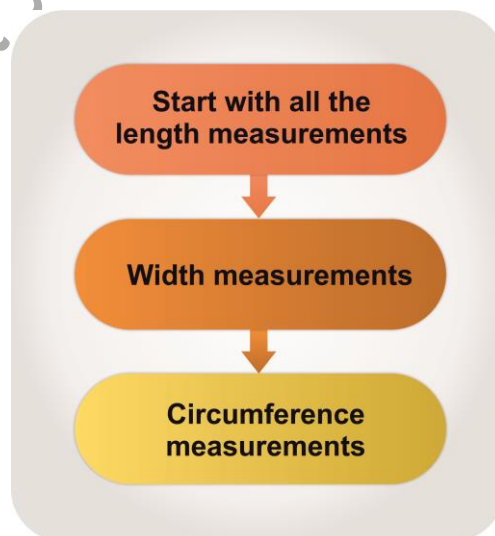 Start with all the
length measurements
Width measurements
Circumference
measurements